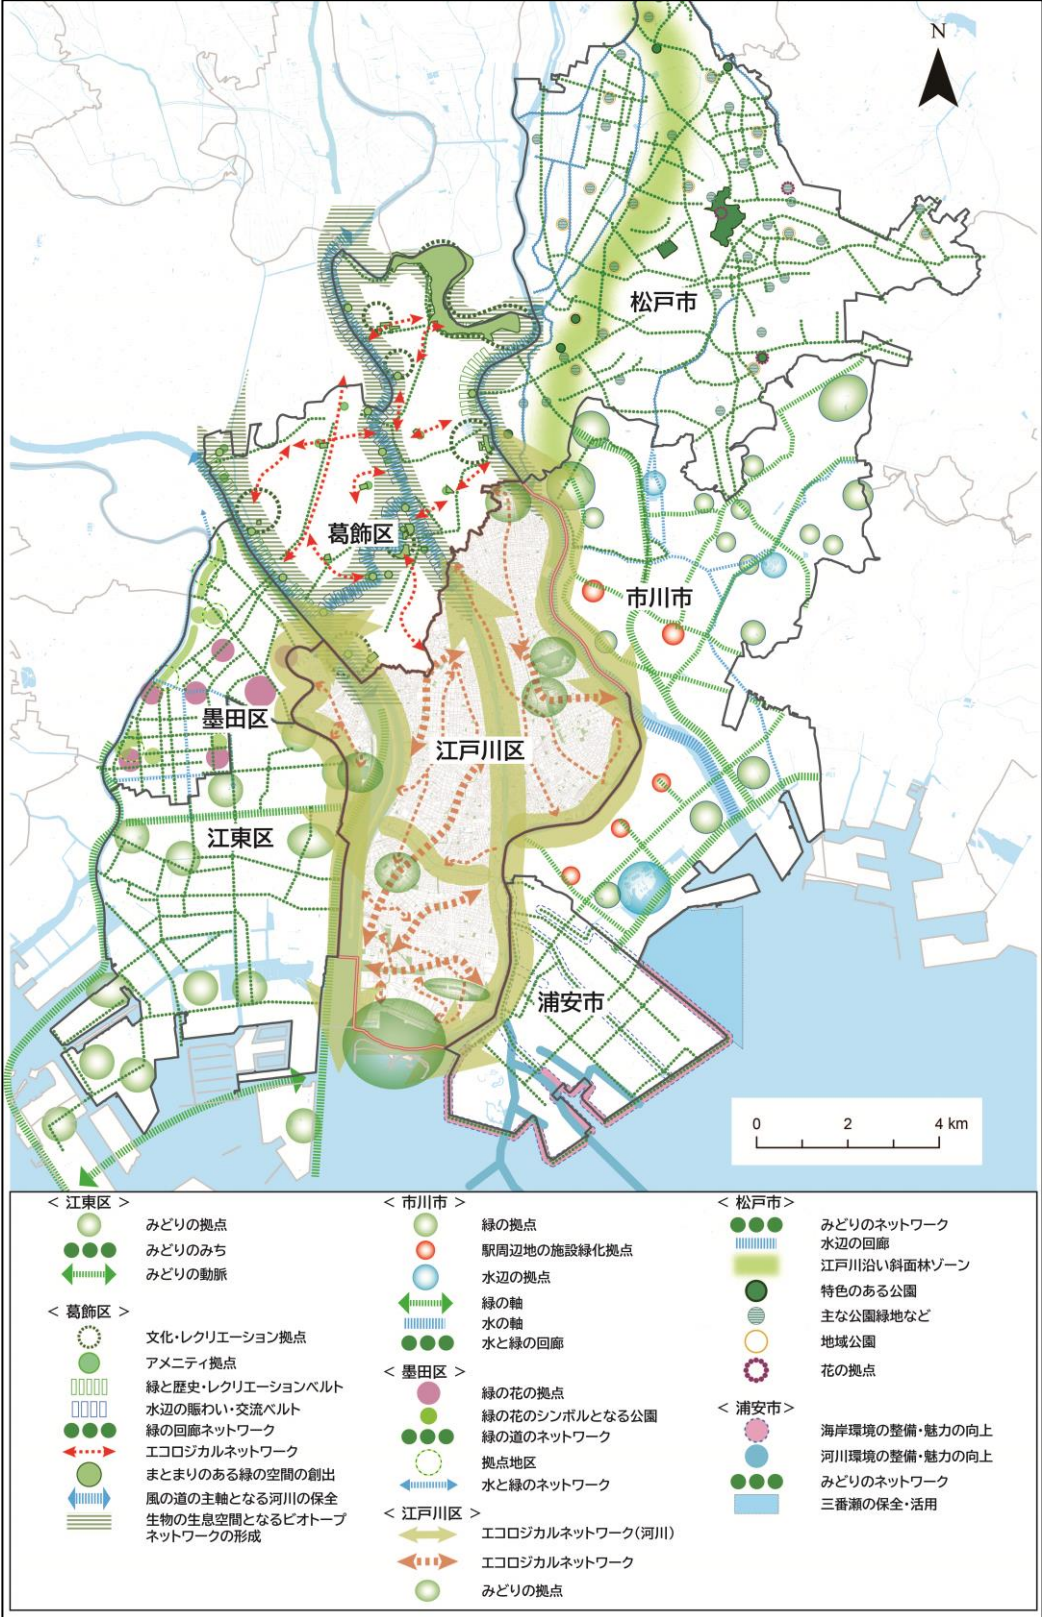 N
松戸市
葛飾区
市川市
墨田区
江戸川区
江東区
浦安市
0 2 4 km
< 江東区 >
みどりの拠点
みどりのみち
みどりの動脈
< 葛飾区 >
文化・レクリエーション拠点
アメニティ拠点
緑と歴史・レクリエーションベルト
水辺の賑わい・交流ベルト
緑の回廊ネットワーク
エコロジカルネットワーク
まとまりのある緑の空間の創出
風の道の主軸となる河川の保全
生物の生息空間となるビオトープ
ネットワークの形成
< 市川市 >
緑の拠点
駅周辺地の施設緑化拠点
水辺の拠点
緑の軸
水の軸
水と緑の回廊
< 墨田区 >
緑の花の拠点
緑の花のシンボルとなる公園
緑の道のネットワーク
拠点地区
水と緑のネットワーク
< 江戸川区 >
エコロジカルネットワーク(河川)
エコロジカルネットワーク
みどりの拠点
< 松戸市>
みどりのネットワーク
水辺の回廊
江戸川沿い斜面林ゾーン
特色のある公園
主な公園緑地など
地域公園
花の拠点
< 浦安市>
海岸環境の整備・魅力の向上
河川環境の整備・魅力の向上
みどりのネットワーク
三番瀬の保全・活用